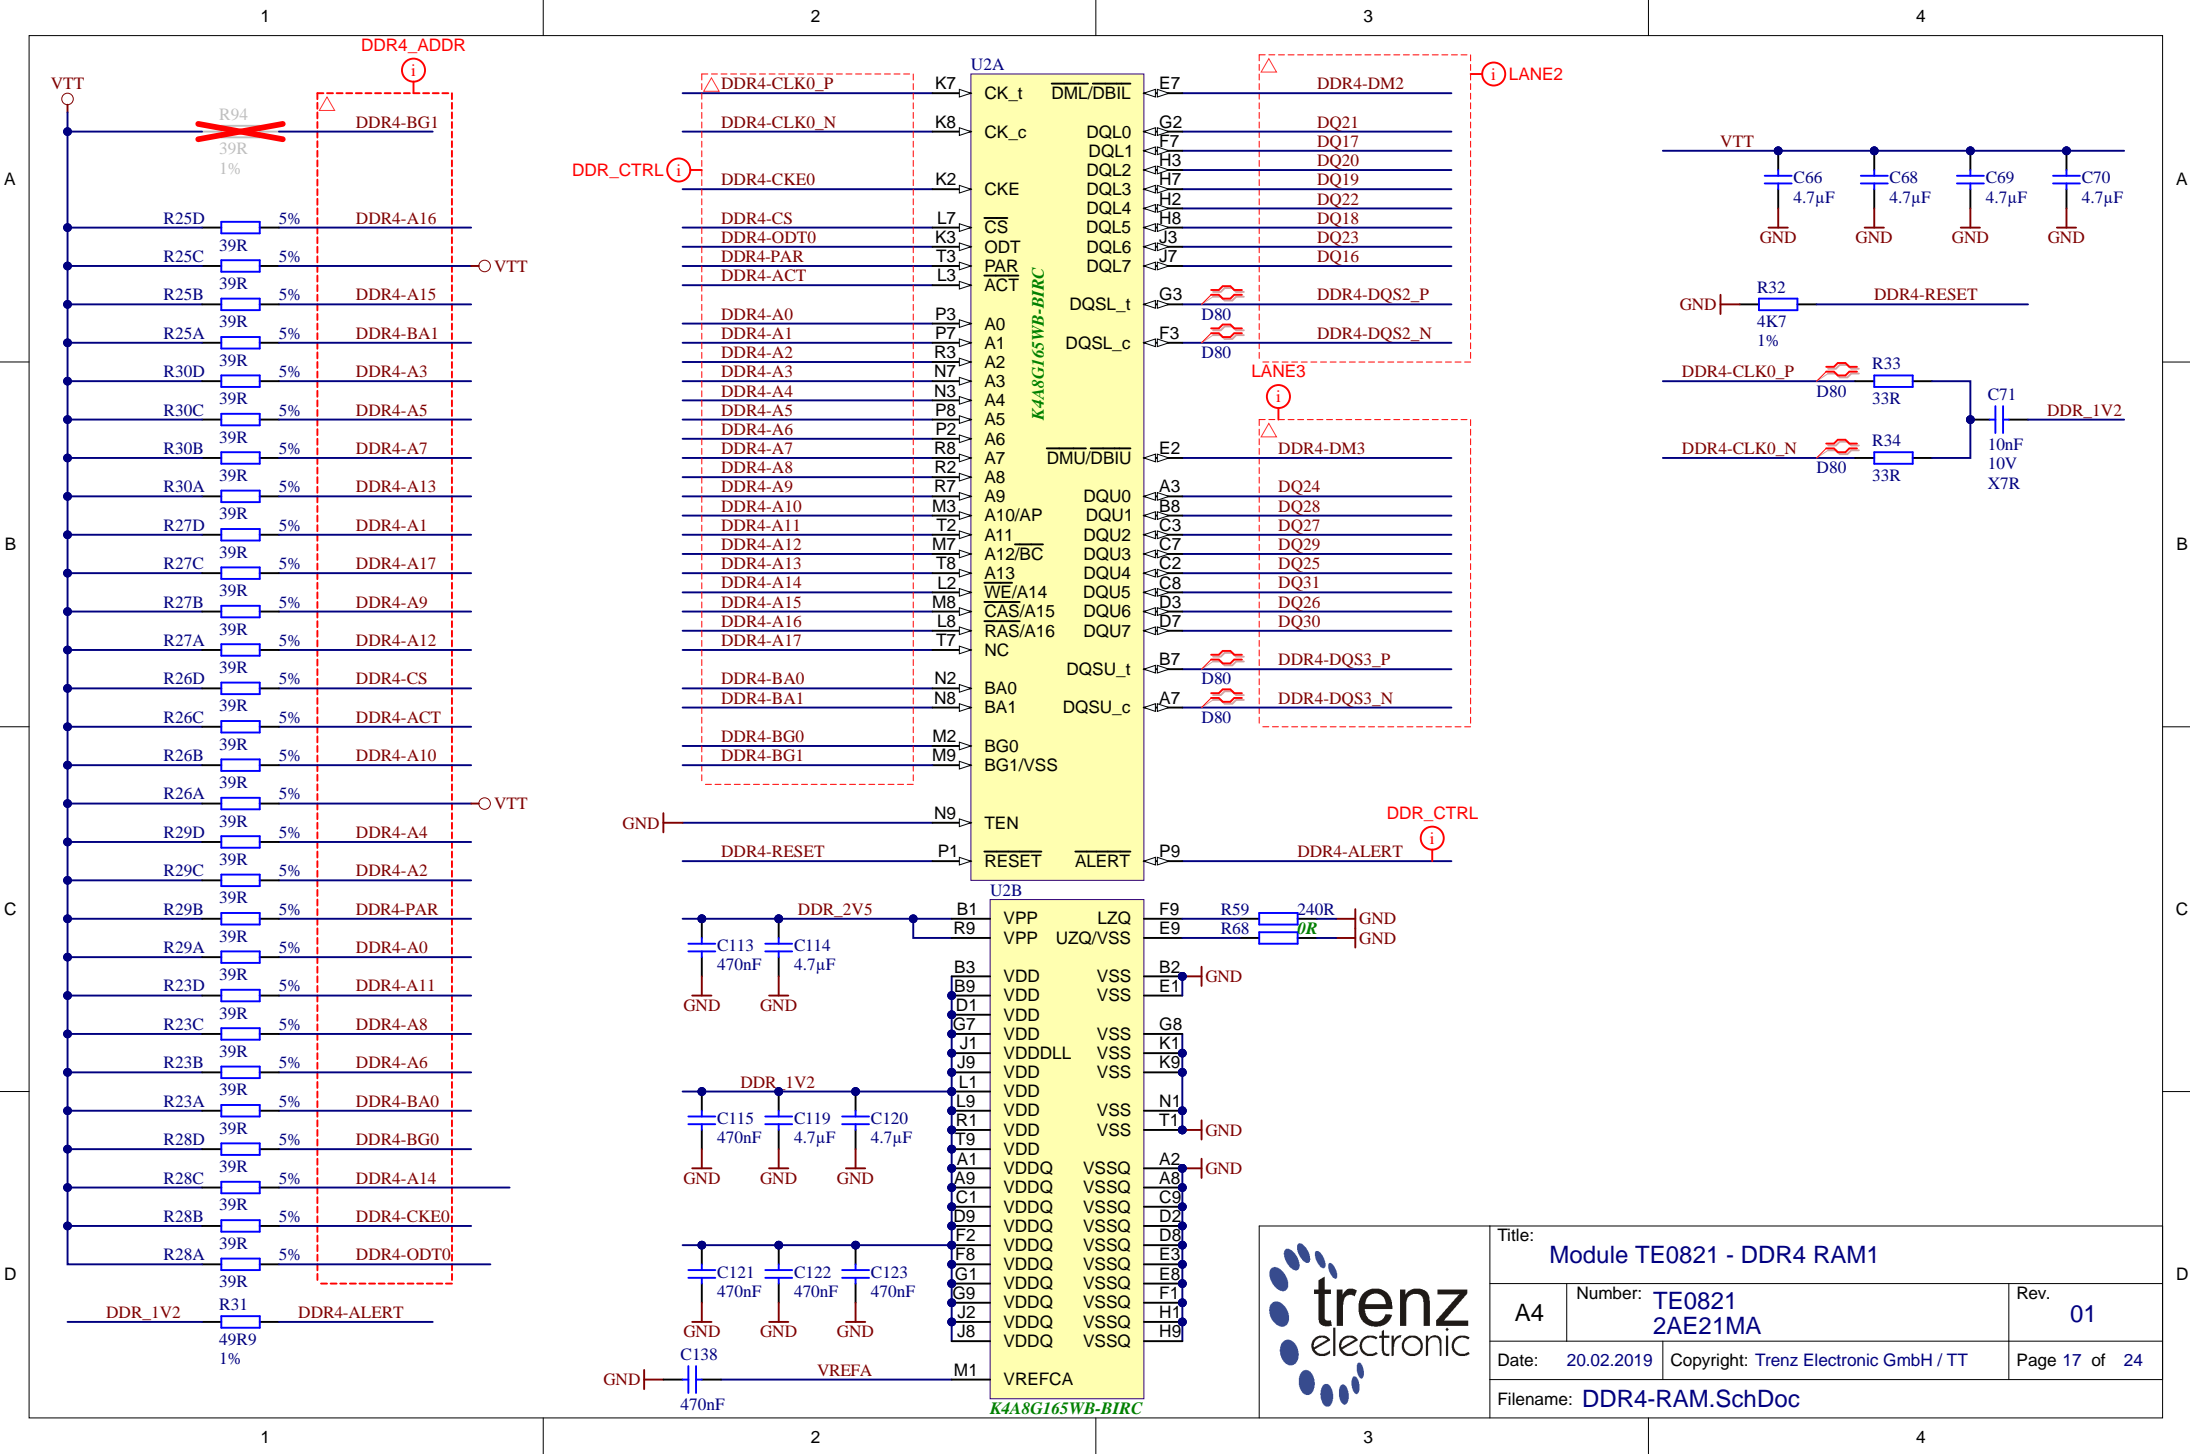 1 2 3 4
A
B
C
D
DDR4_ADDR
i
VTT
R94
39R
1%
DDR4-BG1
R25D 5% DDR4-A16
39R
R25C 5% VTT
39R
R25B 5% DDR4-A15
39R
R25A 5% DDR4-BA1
39R
R30D 5% DDR4-A3
39R
R30C 5% DDR4-A5
39R
R30B 5% DDR4-A7
39R
R30A 5% DDR4-A13
39R
R27D 5% DDR4-A1
39R
R27C 5% DDR4-A17
39R
R27B 5% DDR4-A9
39R
R27A 5% DDR4-A12
39R
R26D 5% DDR4-CS
39R
R26C 5% DDR4-ACT
39R
R26B 5% DDR4-A10
39R
R26A 5% VTT
39R
R29D 5% DDR4-A4
39R
R29C 5% DDR4-A2
39R
R29B 5% DDR4-PAR
39R
R29A 5% DDR4-A0
39R
R23D 5% DDR4-A11
39R
R23C 5% DDR4-A8
39R
R23B 5% DDR4-A6
39R
R23A 5% DDR4-BA0
39R
R28D 5% DDR4-BG0
39R
R28C 5% DDR4-A14
39R
R28B 5% DDR4-CKE0
39R
R28A 5% DDR4-ODT0
39R
DDR_1V2 R31 DDR4-ALERT
49R9
1%
U2A
K4A8G165WB-BIRC
DDR_CTRL i
DDR4-CLK0_P K7 CK_t
DDR4-CLK0_N K8 CK_c
DDR4-CKE0 K2 CKE
DDR4-CS L7 CS
DDR4-ODT0 K3 ODT
DDR4-PAR T3 PAR
DDR4-ACT L3 ACT
DDR4-A0 P3 A0
DDR4-A1 P7 A1
DDR4-A2 R3 A2
DDR4-A3 N7 A3
DDR4-A4 N3 A4
DDR4-A5 P8 A5
DDR4-A6 P2 A6
DDR4-A7 R8 A7
DDR4-A8 R2 A8
DDR4-A9 R7 A9
DDR4-A10 M3 A10/AP
DDR4-A11 T2 A11
DDR4-A12 M7 A12/BC
DDR4-A13 T8 A13
DDR4-A14 L2 WE/A14
DDR4-A15 M8 CAS/A15
DDR4-A16 L8 RAS/A16
DDR4-A17 T7 NC
DDR4-BA0 N2 BA0
DDR4-BA1 N8 BA1
DDR4-BG0 M2 BG0
DDR4-BG1 M9 BG1/VSS
GND N9 TEN
DDR4-RESET P1 RESET
i LANE2
DML/DBIL E7 DDR4-DM2
DQL0 G2 DQ21
DQL1 F7 DQ17
DQL2 H3 DQ20
DQL3 H7 DQ19
DQL4 H2 DQ22
DQL5 H8 DQ18
DQL6 J3 DQ23
DQL7 J7 DQ16
DQSL_t G3 D80 DDR4-DQS2_P
DQSL_c F3 D80 DDR4-DQS2_N
LANE3
i
DMU/DBIU E2 DDR4-DM3
DQU0 A3 DQ24
DQU1 B8 DQ28
DQU2 C3 DQ27
DQU3 C7 DQ29
DQU4 C2 DQ25
DQU5 C8 DQ31
DQU6 D3 DQ26
DQU7 D7 DQ30
DQSU_t B7 D80 DDR4-DQS3_P
DQSU_c A7 D80 DDR4-DQS3_N
DDR_CTRL
i
ALERT P9 DDR4-ALERT
U2B
DDR_2V5 B1 VPP
R9 VPP
C113 470nF GND
C114 4.7µF GND
B3 VDD
B9 VDD
D1 VDD
G7 VDD
J1 VDDDLL
J9 VDD
DDR_1V2 L1 VDD
L9 VDD
R1 VDD
T9 VDD
A1 VDDQ
A9 VDDQ
C1 VDDQ
D9 VDDQ
F2 VDDQ
F8 VDDQ
G1 VDDQ
G9 VDDQ
J2 VDDQ
J8 VDDQ
C115 470nF GND
C119 4.7µF GND
C120 4.7µF GND
C121 470nF GND
C122 470nF GND
C123 470nF GND
GND C138 470nF VREFA M1 VREFCA
LZQ F9 R59 240R GND
UZQ/VSS E9 R68 0R GND
VSS B2 GND
VSS E1
VSS G8
VSS K1
VSS K9
VSS N1
VSS T1 GND
VSSQ A2 GND
VSSQ A8
VSSQ C9
VSSQ D2
VSSQ D8
VSSQ E3
VSSQ E8
VSSQ F1
VSSQ H1
VSSQ H9
K4A8G165WB-BIRC
VTT
C66 4.7µF GND
C68 4.7µF GND
C69 4.7µF GND
C70 4.7µF GND
GND R32 DDR4-RESET
4K7
1%
DDR4-CLK0_P D80 R33 33R
DDR4-CLK0_N D80 R34 33R
C71 DDR_1V2
10nF
10V
X7R
trenz
electronic
Title:
Module TE0821 - DDR4 RAM1
A4
Number: TE0821
2AE21MA
Rev.
01
Date: 20.02.2019 Copyright: Trenz Electronic GmbH / TT Page 17 of 24
Filename: DDR4-RAM.SchDoc
A
B
C
D
1 2 3 4